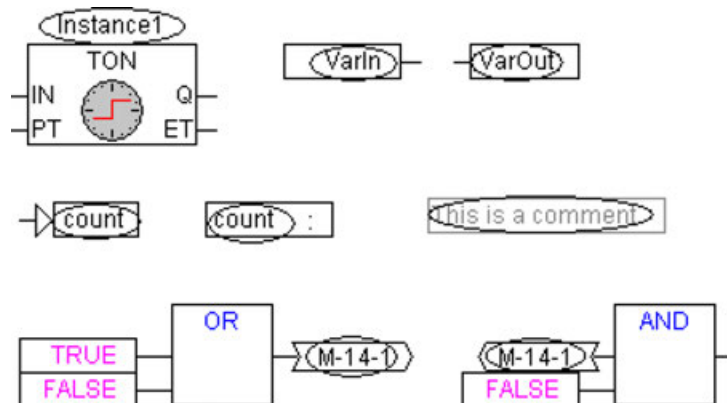 Instance1
TON
IN Q
PT ET
VarIn
VarOut
count
count :
This is a comment
OR
TRUE
FALSE
M-14-1
AND
M-14-1
FALSE